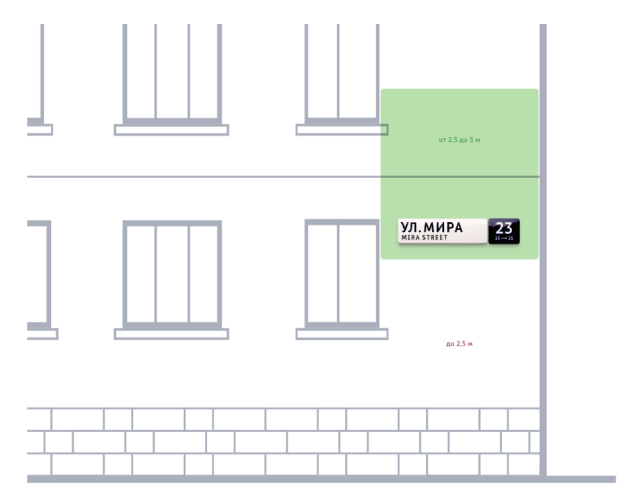 от 2,5 до 5 м
УЛ. МИРА
MIRA STREET
23
до 2,5 м